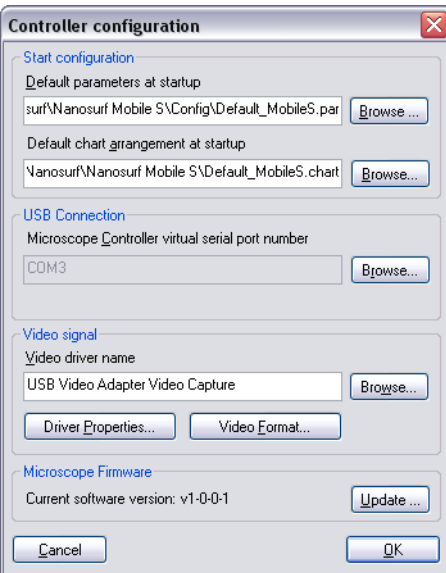 Controller configuration
Start configuration
Default parameters at startup
surf\Nanosurf Mobile S\Config\Default_MobileS.par
Browse ...
Default chart arrangement at startup
Nanosurf\Nanosurf Mobile S\Default_MobileS.chart
Browse...
USB Connection
Microscope Controller virtual serial port number
COM3
Browse...
Video signal
Video driver name
USB Video Adapter Video Capture
Browse...
Driver Properties...
Video Format...
Microscope Firmware
Current software version: v1-0-0-1
Update ...
Cancel
OK